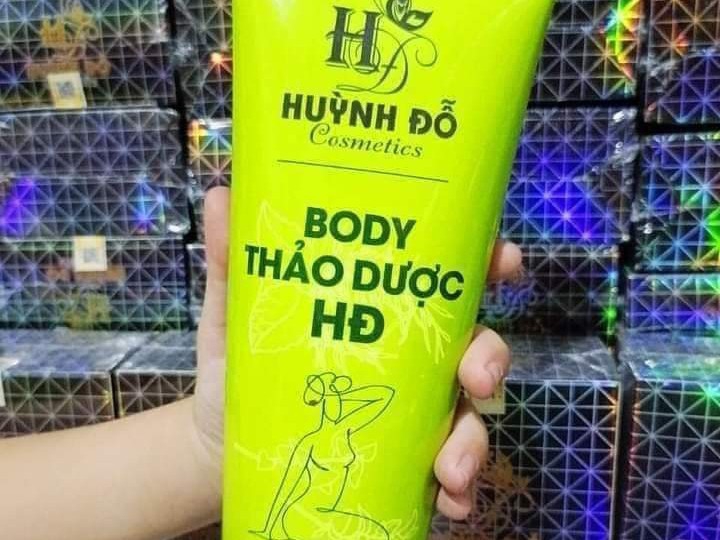 HĐ
HUỲNH ĐỖ
Cosmetics
BODY
THẢO DƯỢC
HĐ